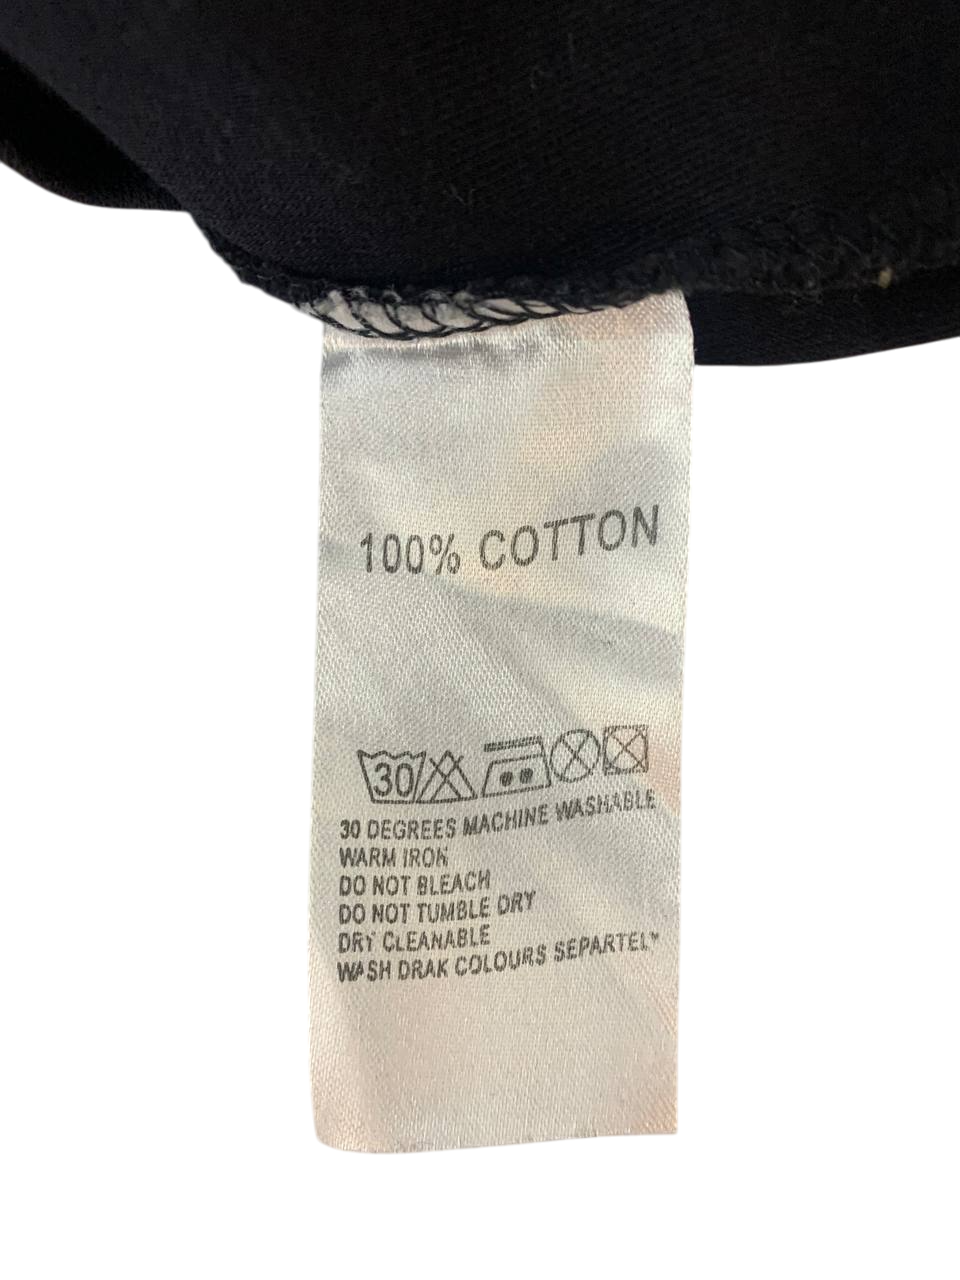 100% COTTON
30
30 DEGREES MACHINE WASHABLE
WARM IRON
DO NOT BLEACH
DO NOT TUMBLE DRY
DRY CLEANABLE
WASH DRAK COLOURS SEPARTELY